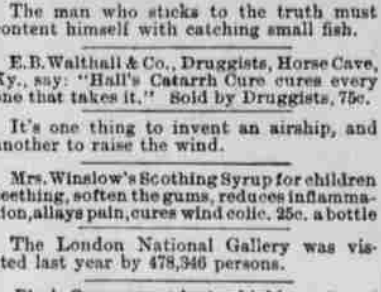 The man who sticks to the truth must
ontent himself with catching small fish.
E.B. Walthall & Co., Druggists, Horse Cave,
Ky., say: "Hall's Catarrh Cure cures every
one that takes it." Sold by Druggists, 75c.
It's one thing to invent an airship, and
another to raise the wind.
Mrs. Winslow's Soothing Syrup for children
teething, soften the gums, reduces inflamma-
tion, allays pain, cures wind colic. 25c. a bottle
The London National Gallery was vis-
ited last year by 478,346 persons.